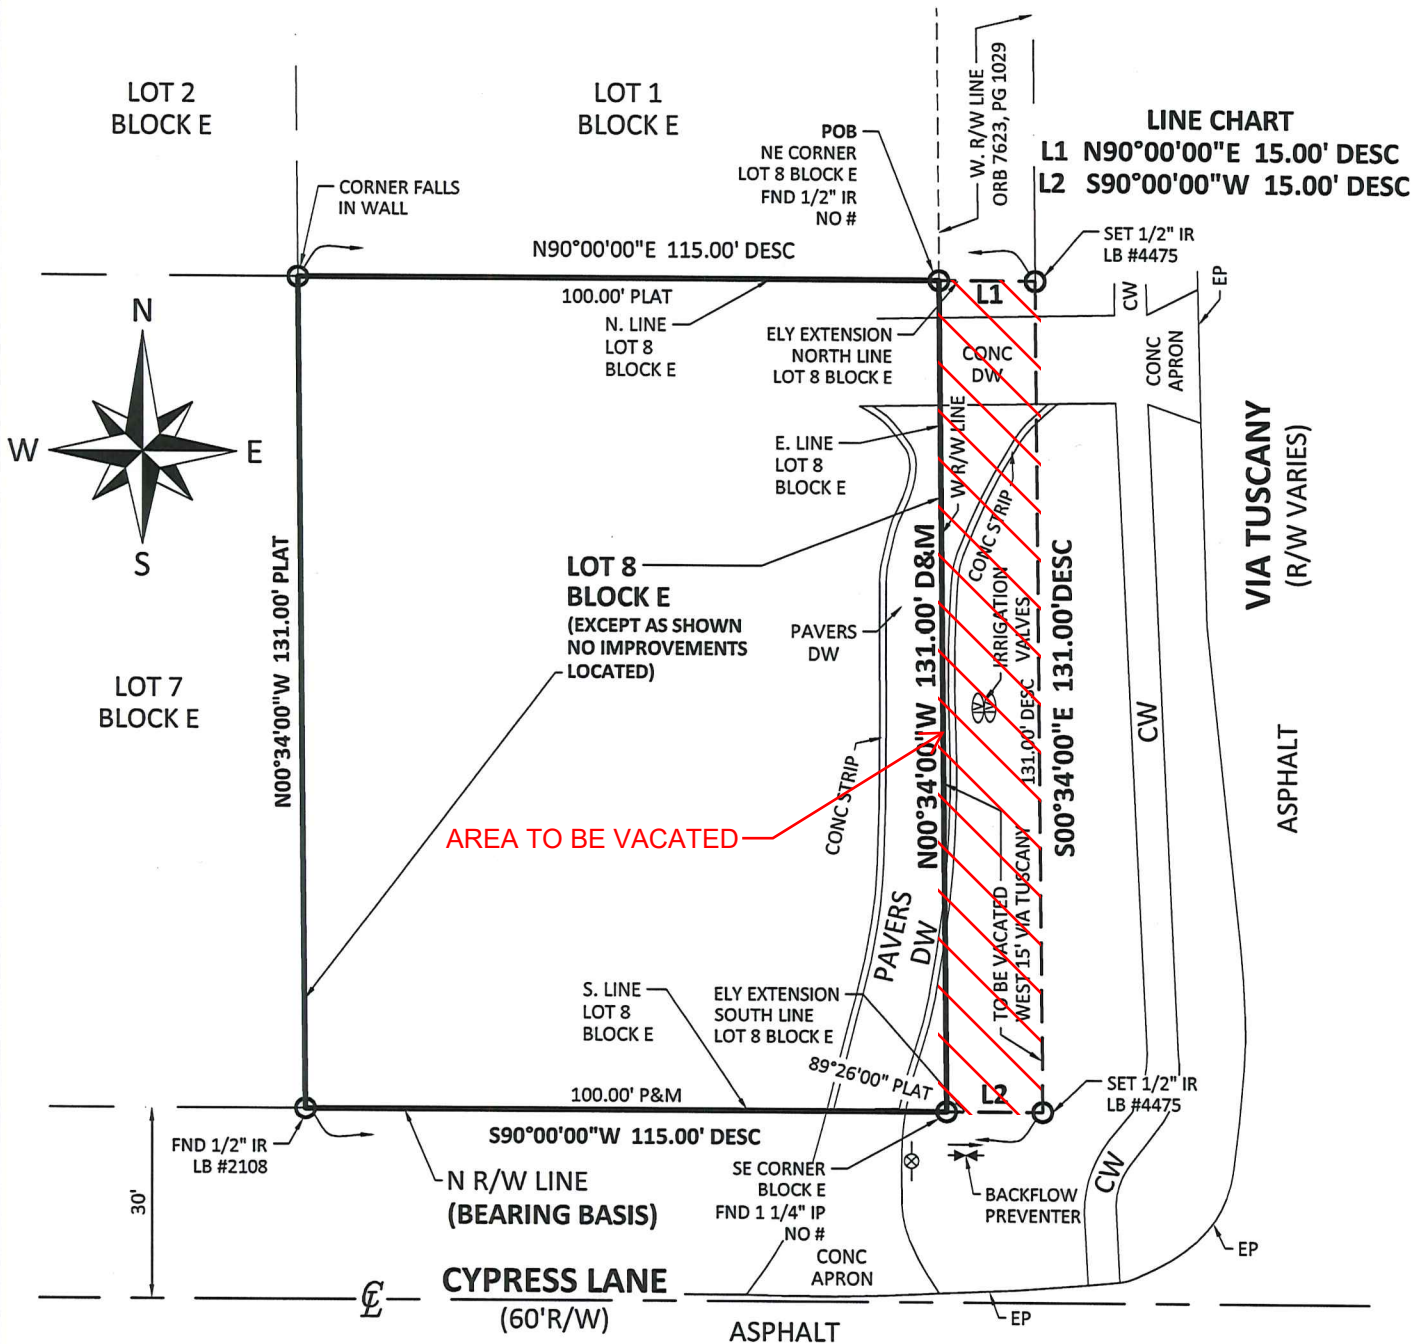 LOT 2
BLOCK E
LOT 1
BLOCK E
W. R/W LINE
ORB 7623, PG 1029
LINE CHART
L1 N90°00'00"E 15.00' DESC
L2 S90°00'00"W 15.00' DESC
POB
NE CORNER
LOT 8 BLOCK E
FND 1/2" IR
NO #
CORNER FALLS
IN WALL
SET 1/2" IR
LB #4475
N90°00'00"E 115.00' DESC
100.00' PLAT
N. LINE
LOT 8
BLOCK E
ELY EXTENSION
NORTH LINE
LOT 8 BLOCK E
L1
CONC
DW
CW
EP
CONC
APRON
N
W
E
S
E. LINE
LOT 8
BLOCK E
W R/W LINE
CONC STRIP
VIA TUSCANY
(R/W VARIES)
LOT 8
BLOCK E
(EXCEPT AS SHOWN
NO IMPROVEMENTS
LOCATED)
N00°34'00"W 131.00' PLAT
PAVERS
DW
N00°34'00"W 131.00' D&M
IRRIGATION
VALVES
IV
IV
131.00' DESC
S00°34'00"E 131.00'DESC
LOT 7
BLOCK E
CW
ASPHALT
CONC STRIP
AREA TO BE VACATED
PAVERS
DW
TO BE VACATED
WEST 15' VIA TUSCANY
S. LINE
LOT 8
BLOCK E
ELY EXTENSION
SOUTH LINE
LOT 8 BLOCK E
89°26'00" PLAT
100.00' P&M
L2
SET 1/2" IR
LB #4475
S90°00'00"W 115.00' DESC
FND 1/2" IR
LB #2108
30'
N R/W LINE
(BEARING BASIS)
SE CORNER
BLOCK E
FND 1 1/4" IP
NO #
BACKFLOW
PREVENTER
CW
EP
CONC
APRON
CYPRESS LANE
(60'R/W)
CL
EP
ASPHALT